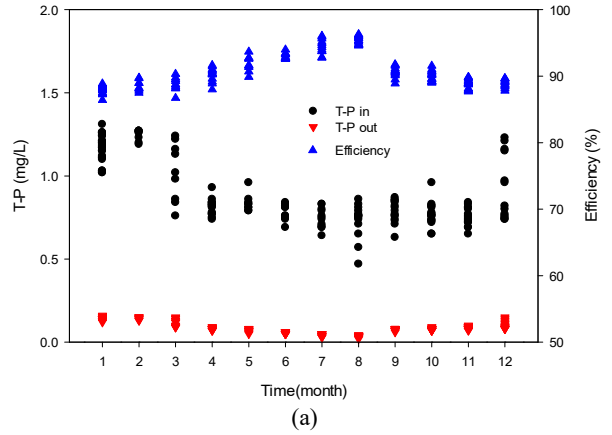 2.0
1.5
1.0
0.5
0.0
T-P (mg/L)
100
90
80
70
60
50
Efficiency (%)
T-P in
T-P out
Efficiency
1 2 3 4 5 6 7 8 9 10 11 12
Time(month)
(a)